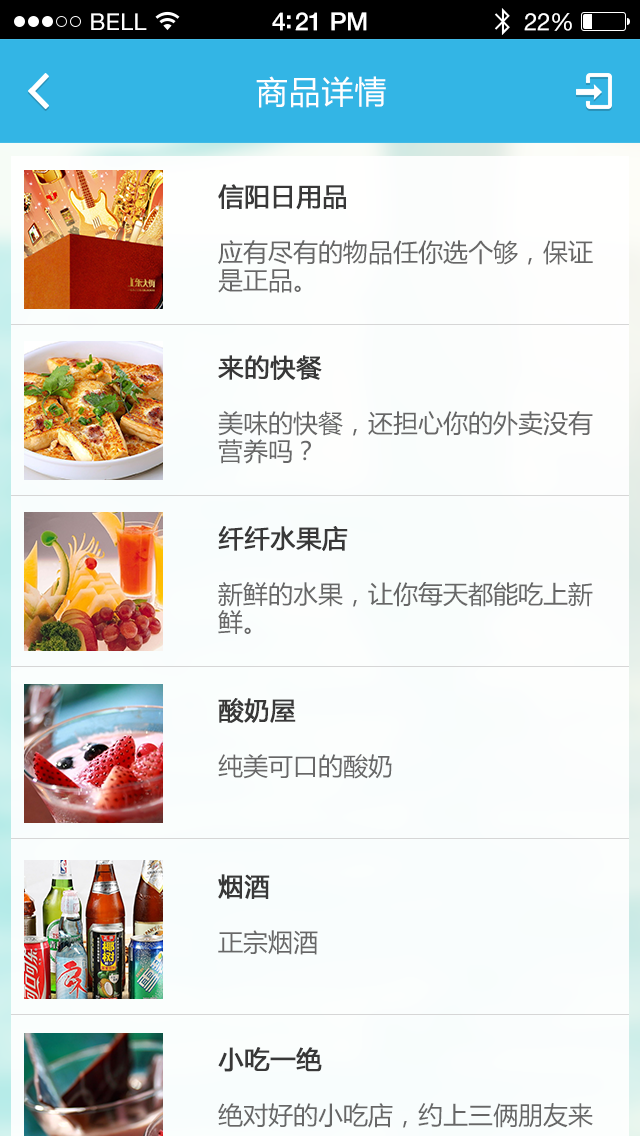 BELL 4:21 PM 22%
商品详情
信阳日用品
应有尽有的物品任你选个够，保证
是正品。
来的快餐
美味的快餐，还担心你的外卖没有
营养吗？
纤纤水果店
新鲜的水果，让你每天都能吃上新
鲜。
酸奶屋
纯美可口的酸奶
烟酒
正宗烟酒
椰树
小吃一绝
绝对好的小吃店，约上三俩朋友来